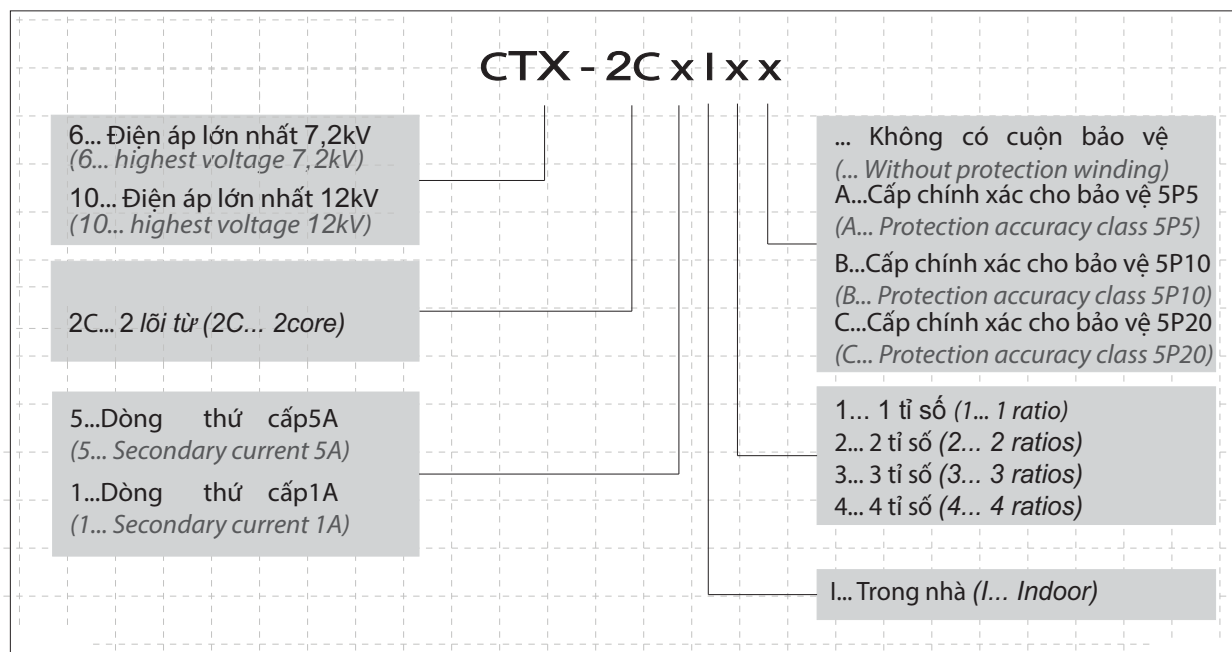 CTX - 2C x I x x
6... Điện áp lớn nhất 7,2kV
(6... highest voltage 7,2kV)
10... Điện áp lớn nhất 12kV
(10... highest voltage 12kV)
2C... 2 lõi từ (2C... 2core)
5...Dòng thứ cấp5A
(5... Secondary current 5A)
1...Dòng thứ cấp1A
(1... Secondary current 1A)
... Không có cuộn bảo vệ
(... Without protection winding)
A...Cấp chính xác cho bảo vệ 5P5
(A... Protection accuracy class 5P5)
B...Cấp chính xác cho bảo vệ 5P10
(B... Protection accuracy class 5P10)
C...Cấp chính xác cho bảo vệ 5P20
(C... Protection accuracy class 5P20)
1... 1 tỉ số (1... 1 ratio)
2... 2 tỉ số (2... 2 ratios)
3... 3 tỉ số (3... 3 ratios)
4... 4 tỉ số (4... 4 ratios)
I... Trong nhà (I... Indoor)